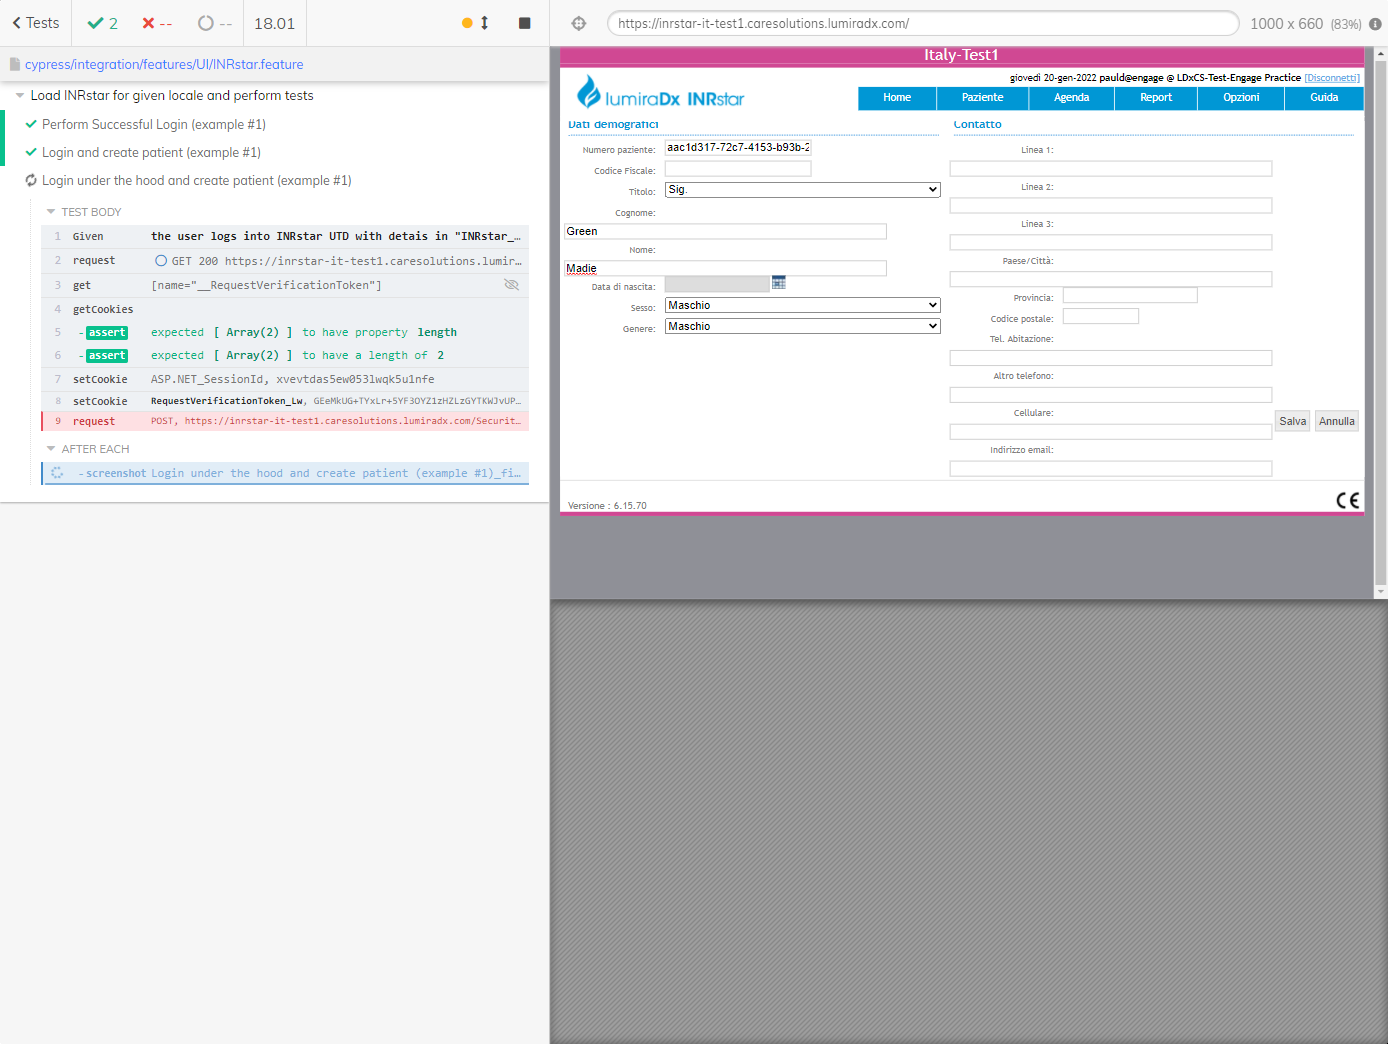 Tests
2
--
--
18.01
https://inrstar-it-test1.caresolutions.lumiradx.com/
1000 x 660 (83%)
cypress/integration/features/UI/INRstar.feature
Load INRstar for given locale and perform tests
Perform Successful Login (example #1)
Login and create patient (example #1)
Login under the hood and create patient (example #1)
TEST BODY
1 Given the user logs into INRstar UTD with detais in "INRstar_...
2 request GET 200 https://inrstar-it-test1.caresolutions.lumir...
3 get [name="__RequestVerificationToken"]
4 getCookies
5 -assert expected [ Array(2) ] to have property length
6 -assert expected [ Array(2) ] to have a length of 2
7 setCookie ASP.NET_SessionId, xvevtdas5ew053lwqk5u1nfe
8 setCookie RequestVerificationToken_Lw, GEeMkUG+TYxLr+5YF3OYZ1zHZLzGYTKWJvUP...
9 request POST, https://inrstar-it-test1.caresolutions.lumiradx.com/Securit...
AFTER EACH
-screenshot Login under the hood and create patient (example #1)_fi...
Italy-Test1
giovedì 20-gen-2022 pauld@engage @ LDxCS-Test-Engage Practice [Disconnetti]
lumiraDx INRstar
Home Paziente Agenda Report Opzioni Guida
Dati demografici
Numero paziente: aac1d317-72c7-4153-b93b-2
Codice Fiscale:
Titolo: Sig.
Cognome:
Green
Nome:
Madie
Data di nascita:
Sesso: Maschio
Genere: Maschio
Contatto
Linea 1:
Linea 2:
Linea 3:
Paese/Città:
Provincia:
Codice postale:
Tel. Abitazione:
Altro telefono:
Cellulare:
Indirizzo email:
Salva Annulla
Versione : 6.15.70
CE